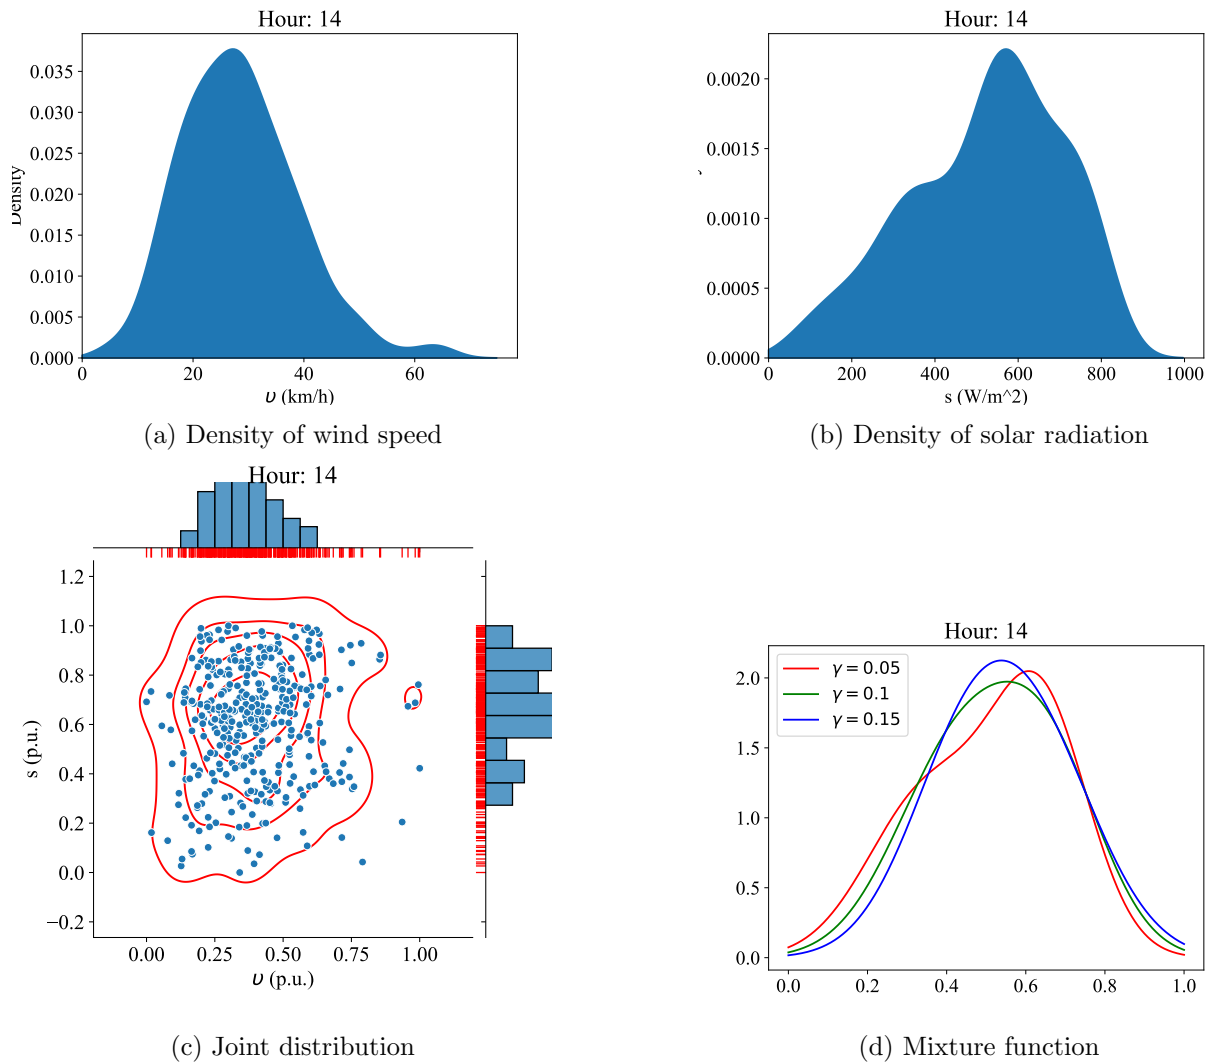 Hour: 14
0.035
0.030
0.025
0.020
0.015
0.010
0.005
0.000
Density
0 20 40 60
υ (km/h)
(a) Density of wind speed
Hour: 14
0.0020
0.0015
0.0010
0.0005
0.0000
0 200 400 600 800 1000
s (W/m^2)
(b) Density of solar radiation
Hour: 14
1.2
1.0
0.8
0.6
0.4
0.2
0.0
−0.2
s (p.u.)
0.00 0.25 0.50 0.75 1.00
υ (p.u.)
(c) Joint distribution
Hour: 14
γ = 0.05
γ = 0.1
γ = 0.15
2.0
1.5
1.0
0.5
0.0
0.0 0.2 0.4 0.6 0.8 1.0
(d) Mixture function